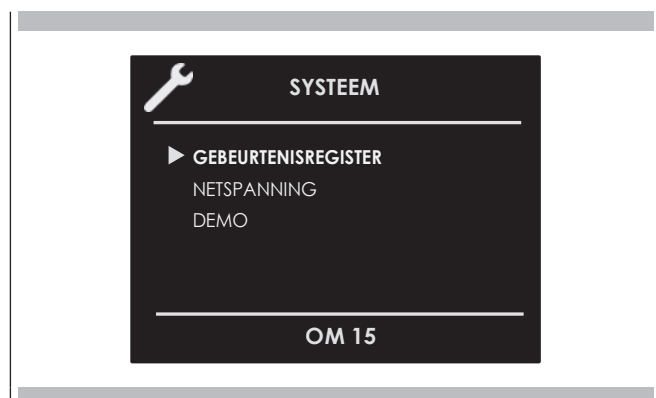 SYSTEEM
GEBEURTENISREGISTER
NETSPANNING
DEMO
OM 15